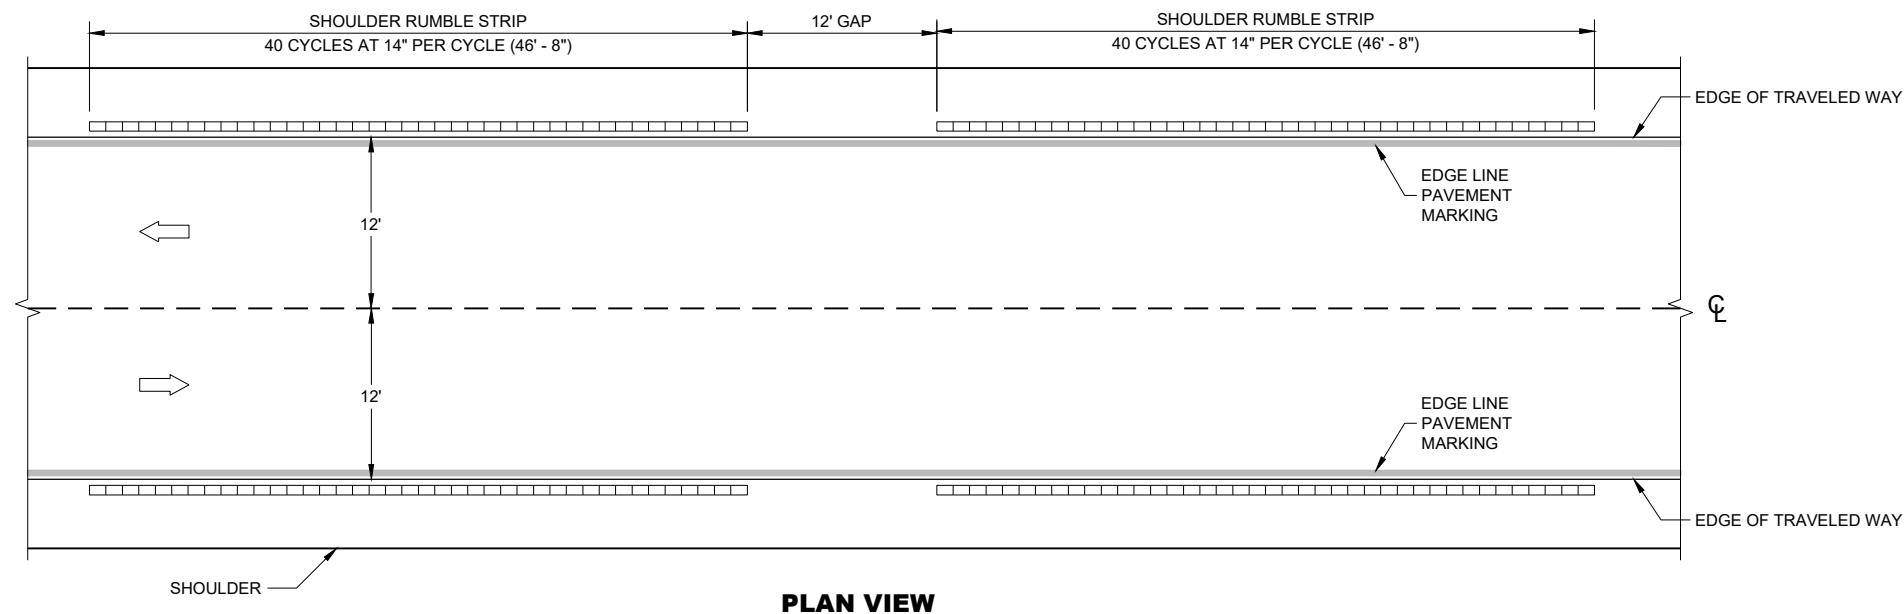 SHOULDER RUMBLE STRIP
40 CYCLES AT 14" PER CYCLE (46' - 8")
12' GAP
SHOULDER RUMBLE STRIP
40 CYCLES AT 14" PER CYCLE (46' - 8")
EDGE OF TRAVELED WAY
EDGE LINE
PAVEMENT
MARKING
12'
CL
12'
EDGE LINE
PAVEMENT
MARKING
EDGE OF TRAVELED WAY
SHOULDER
PLAN VIEW